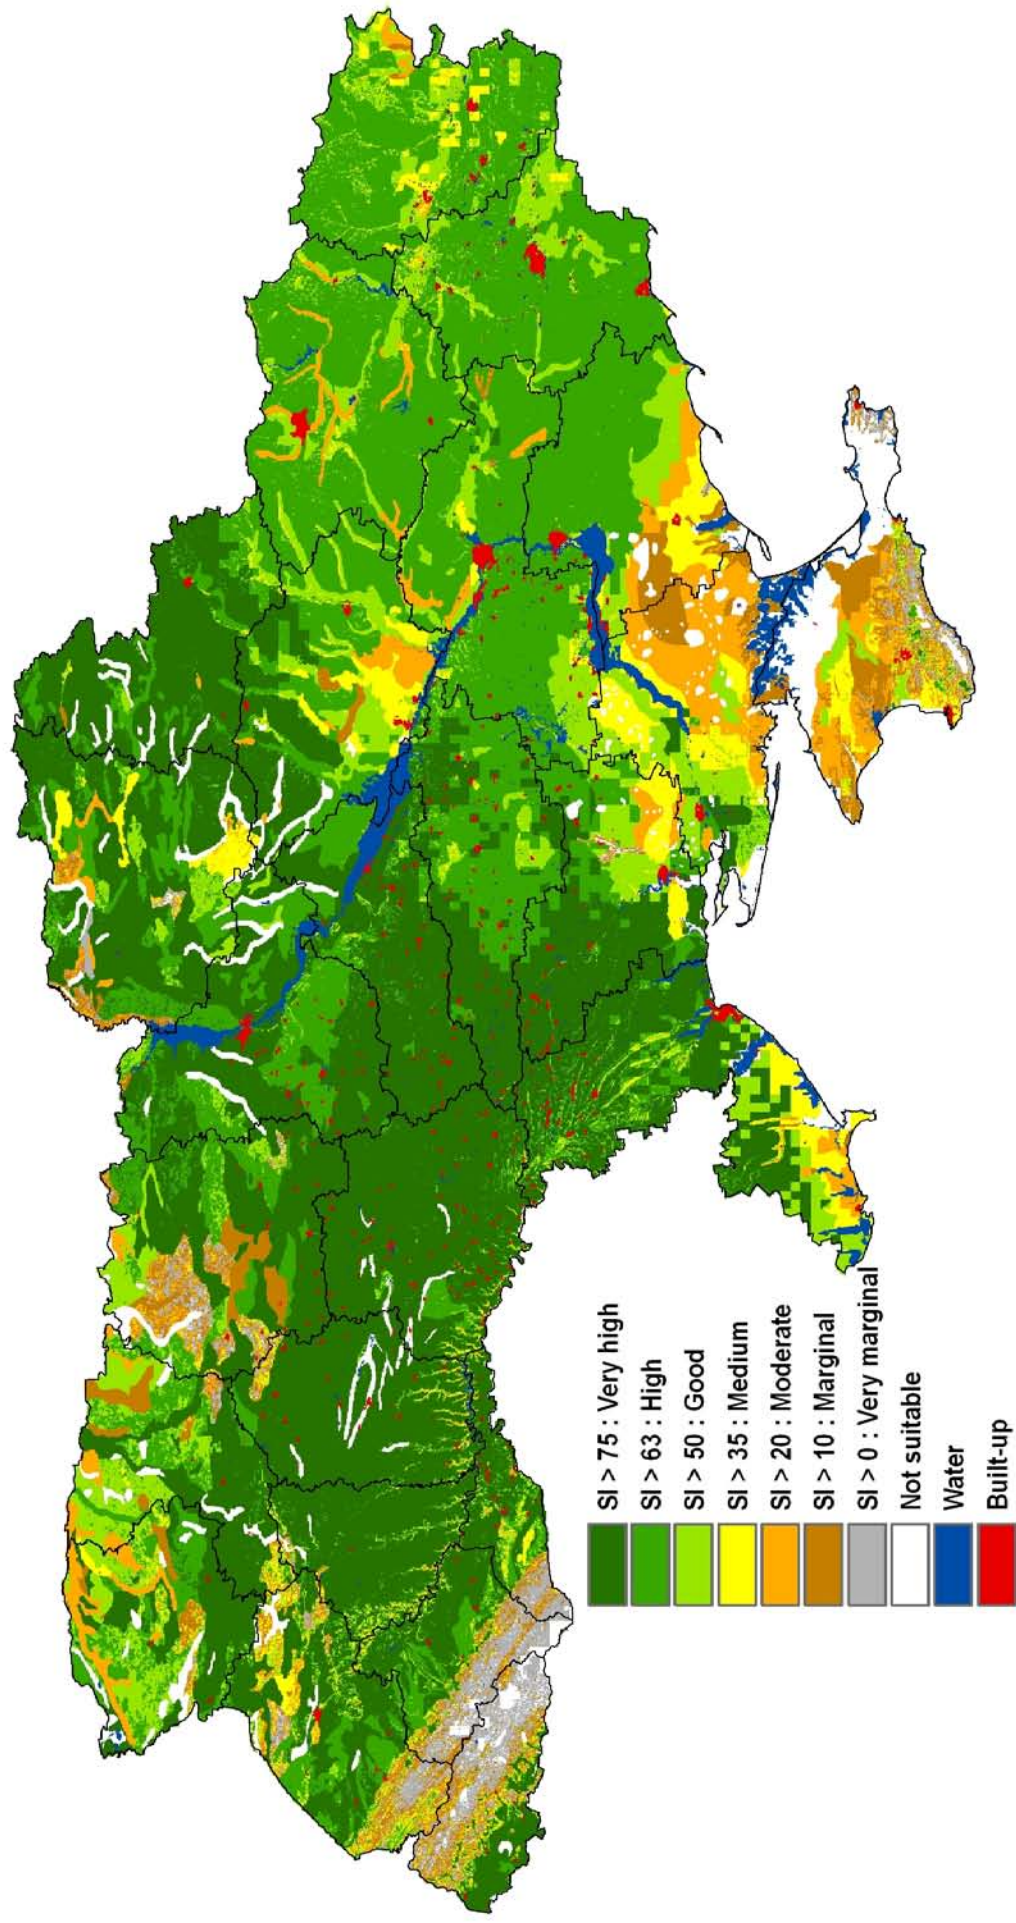 SI > 75 : Very high
SI > 63 : High
SI > 50 : Good
SI > 35 : Medium
SI > 20 : Moderate
SI > 10 : Marginal
SI > 0 : Very marginal
Not suitable
Water
Built-up